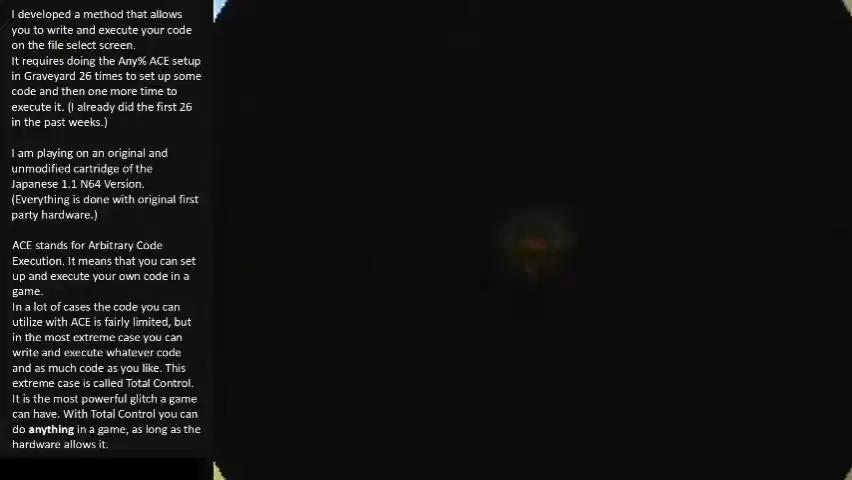 I developed a method that allows
you to write and execute your code
on the file select screen.
It requires doing the Any% ACE setup
in Graveyard 26 times to set up some
code and then one more time to
execute it. (I already did the first 26
in the past weeks.)
I am playing on an original and
unmodified cartridge of the
Japanese 1.1 N64 Version.
(Everything is done with original first
party hardware.)
ACE stands for Arbitrary Code
Execution. It means that you can set
up and execute your own code in a
game.
In a lot of cases the code you can
utilize with ACE is fairly limited, but
in the most extreme case you can
write and execute whatever code
and as much code as you like. This
extreme case is called Total Control.
It is the most powerful glitch a game
can have. With Total Control you can
do anything in a game, as long as the
hardware allows it.